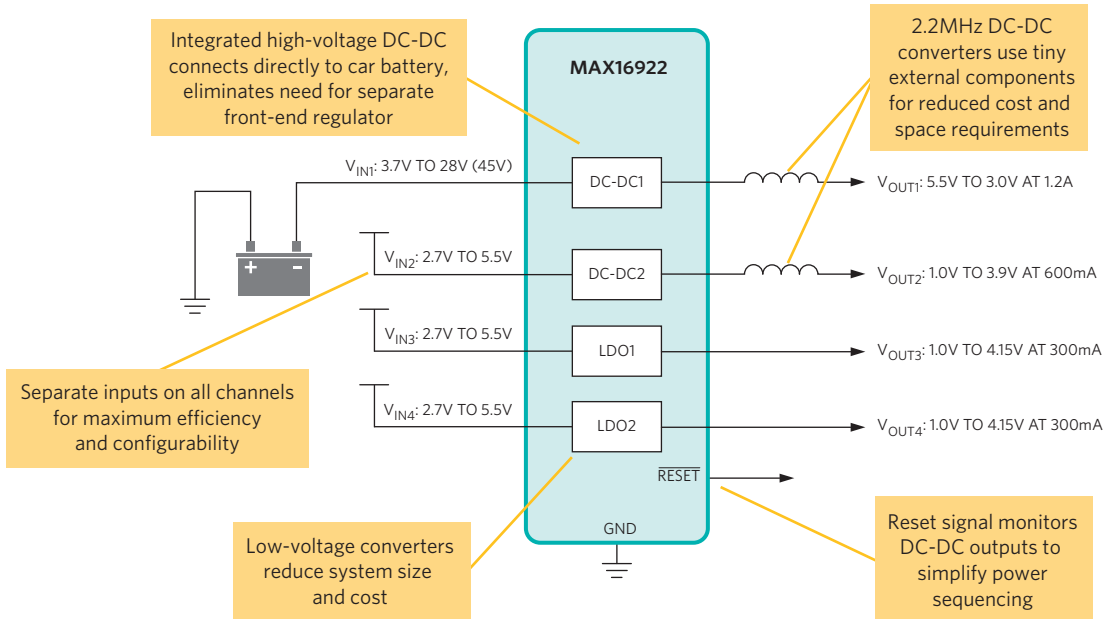 Integrated high-voltage DC-DC
connects directly to car battery,
eliminates need for separate
front-end regulator
MAX16922
2.2MHz DC-DC
converters use tiny
external components
for reduced cost and
space requirements
VIN1: 3.7V TO 28V (45V)
DC-DC1
VOUT1: 5.5V TO 3.0V AT 1.2A
+ -
VIN2: 2.7V TO 5.5V
DC-DC2
VOUT2: 1.0V TO 3.9V AT 600mA
VIN3: 2.7V TO 5.5V
LDO1
VOUT3: 1.0V TO 4.15V AT 300mA
Separate inputs on all channels
for maximum efficiency
and configurability
VIN4: 2.7V TO 5.5V
LDO2
VOUT4: 1.0V TO 4.15V AT 300mA
RESET
GND
Low-voltage converters
reduce system size
and cost
Reset signal monitors
DC-DC outputs to
simplify power
sequencing